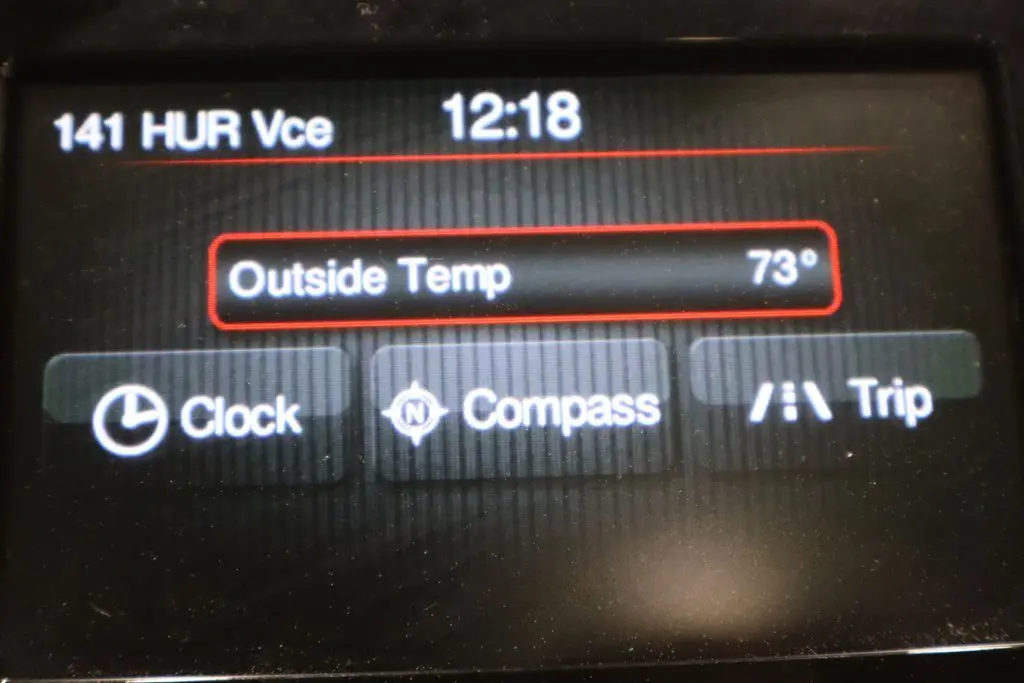 141 HUR Vce 12:18
Outside Temp 73°
Clock N Compass Trip